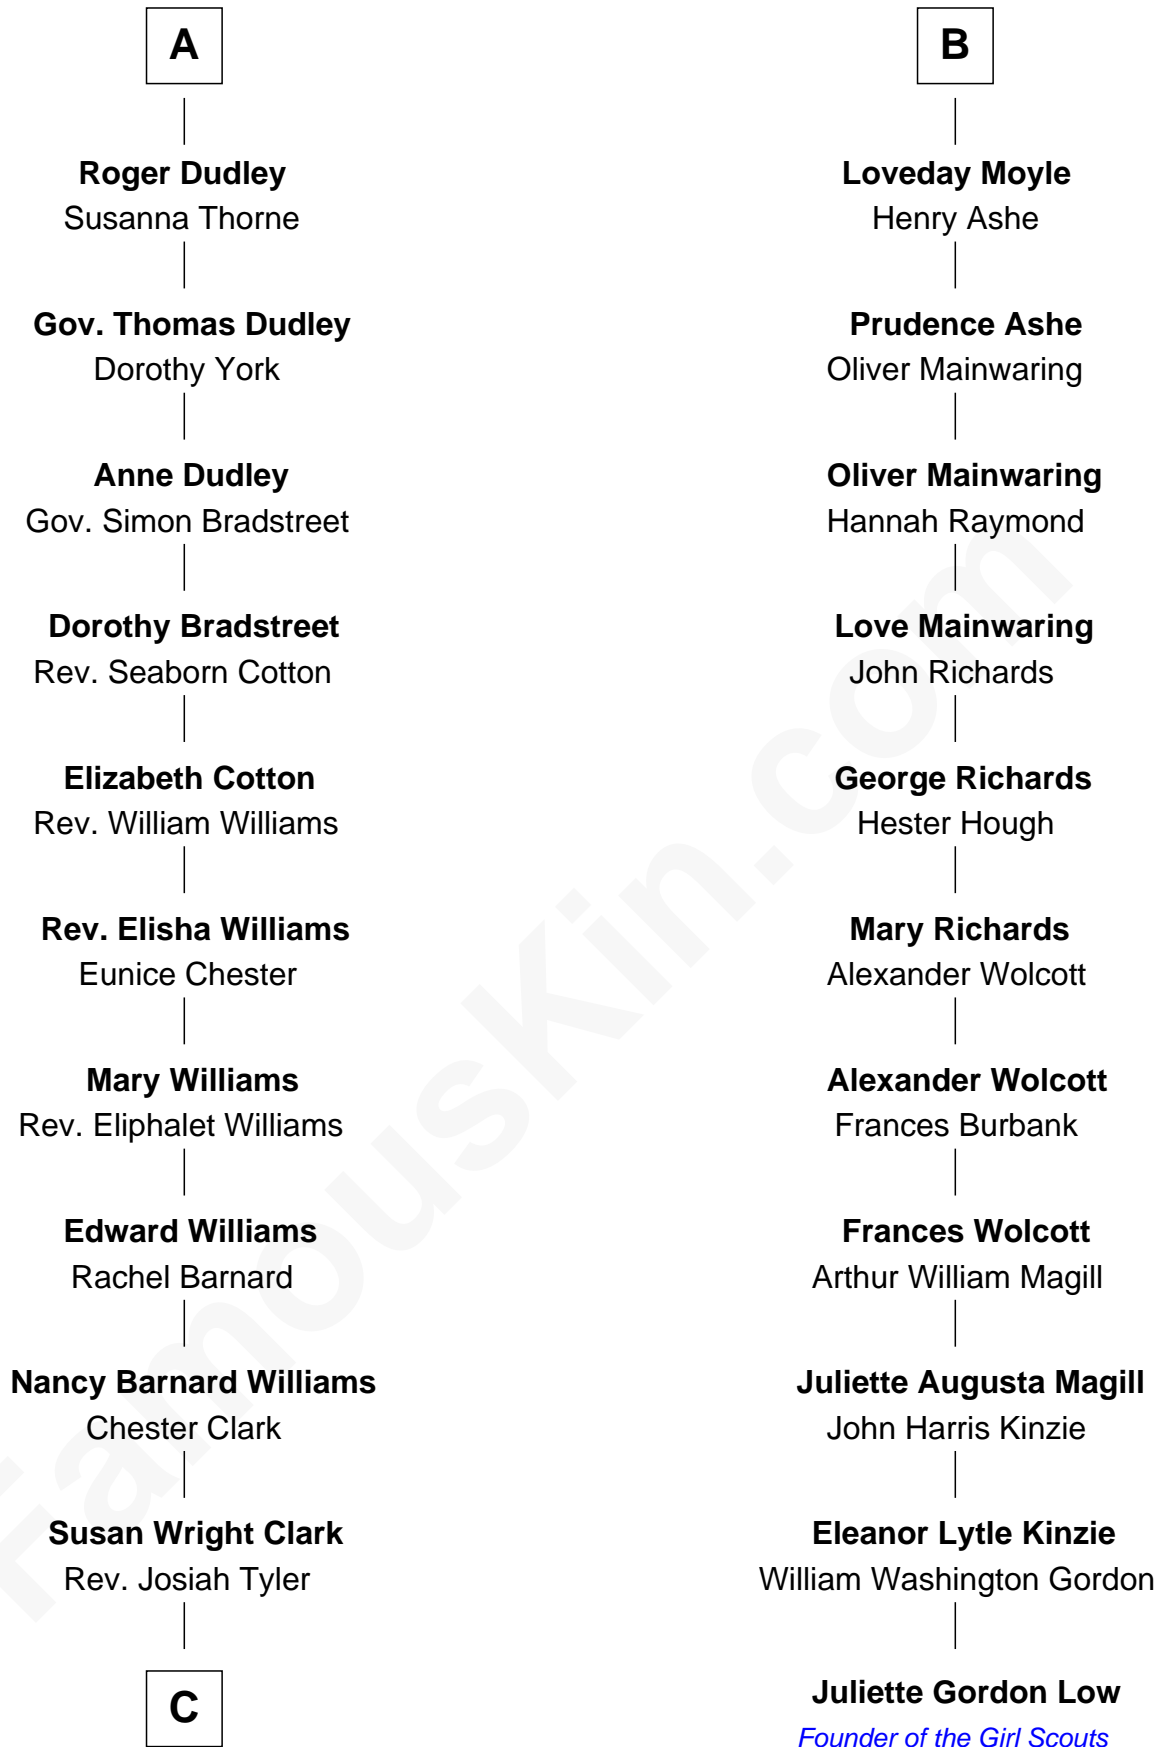 A
Roger Dudley
Susanna Thorne
Gov. Thomas Dudley
Dorothy York
Anne Dudley
Gov. Simon Bradstreet
Dorothy Bradstreet
Rev. Seaborn Cotton
Elizabeth Cotton
Rev. William Williams
Rev. Elisha Williams
Eunice Chester
Mary Williams
Rev. Eliphalet Williams
Edward Williams
Rachel Barnard
Nancy Barnard Williams
Chester Clark
Susan Wright Clark
Rev. Josiah Tyler
C
B
Loveday Moyle
Henry Ashe
Prudence Ashe
Oliver Mainwaring
Oliver Mainwaring
Hannah Raymond
Love Mainwaring
John Richards
George Richards
Hester Hough
Mary Richards
Alexander Wolcott
Alexander Wolcott
Frances Burbank
Frances Wolcott
Arthur William Magill
Juliette Augusta Magill
John Harris Kinzie
Eleanor Lytle Kinzie
William Washington Gordon
Juliette Gordon Low
Founder of the Girl Scouts
FamousKin.com